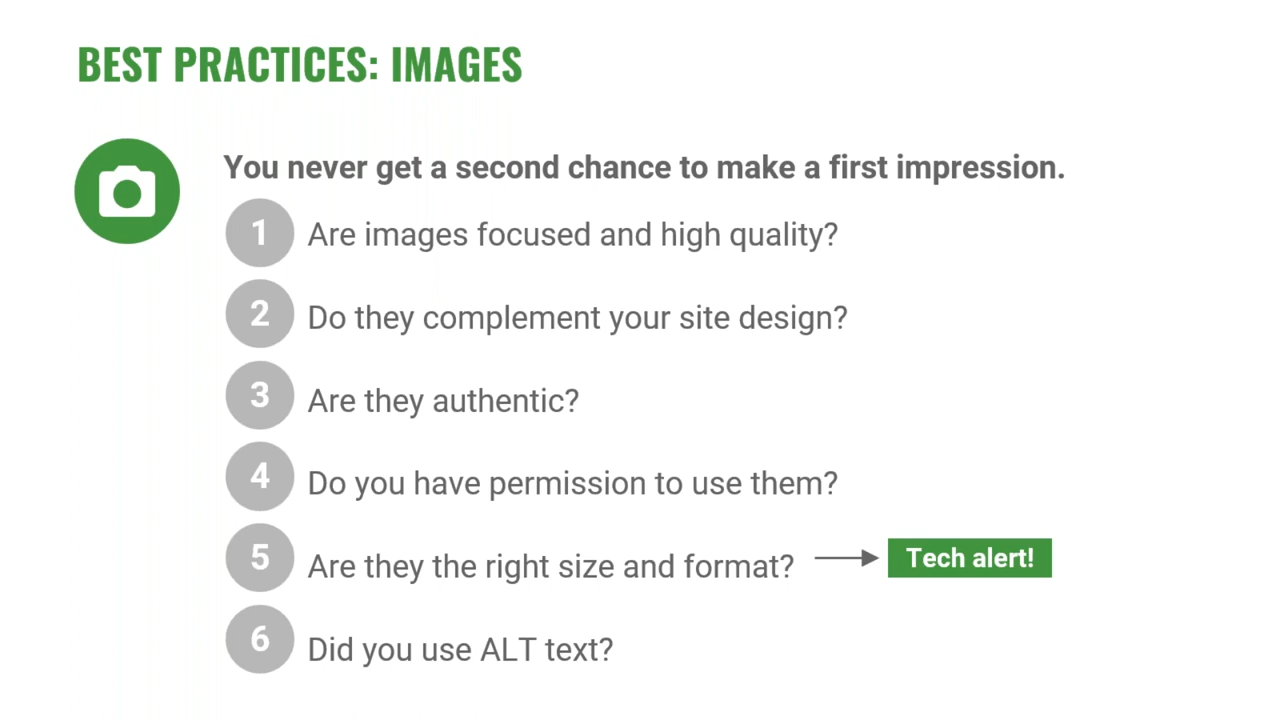 BEST PRACTICES: IMAGES
You never get a second chance to make a first impression.
1 Are images focused and high quality?
2 Do they complement your site design?
3 Are they authentic?
4 Do you have permission to use them?
5 Are they the right size and format? Tech alert!
6 Did you use ALT text?